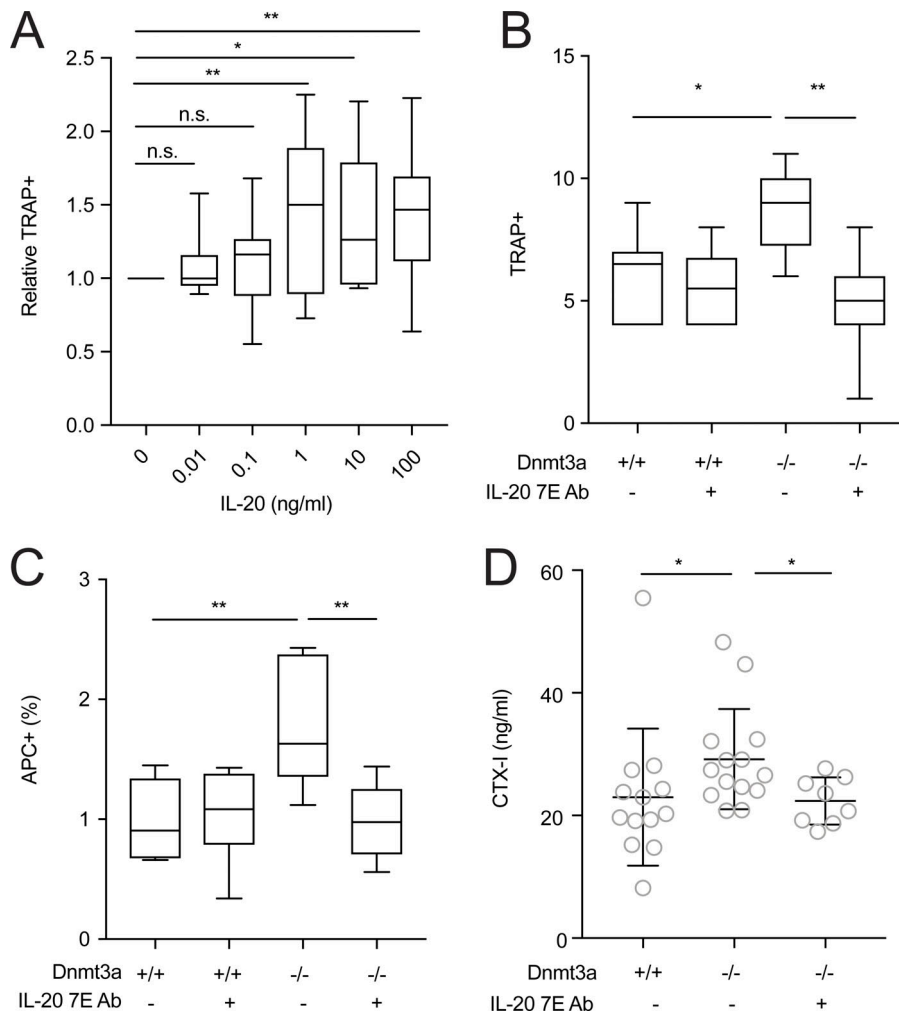 A
**
*
**
n.s.
n.s.
2.5
2.0
1.5
1.0
0.5
0.0
Relative TRAP+
0 0.01 0.1 1 10 100
IL-20 (ng/ml)
B
* **
15
10
5
0
TRAP+
Dnmt3a +/+ +/+ -/- -/-
IL-20 7E Ab - + - +
C
** **
3
2
1
0
APC+ (%)
Dnmt3a +/+ +/+ -/- -/-
IL-20 7E Ab - + - +
D
* *
60
40
20
0
CTX-I (ng/ml)
Dnmt3a +/+ -/- -/-
IL-20 7E Ab - - +